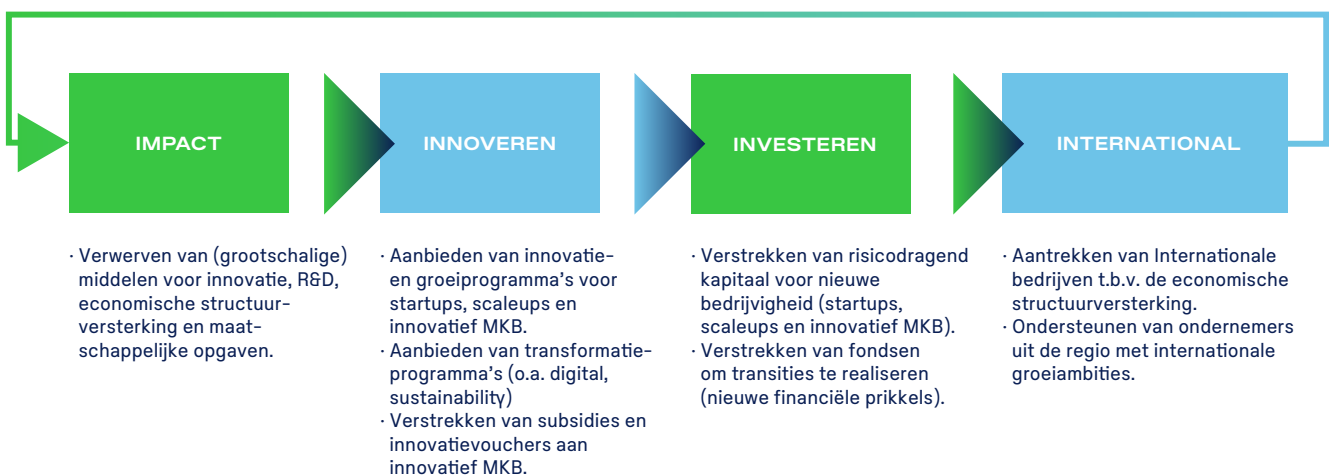 IMPACT
· Verwerven van (grootschalige)
middelen voor innovatie, R&D,
economische structuur-
versterking en maat-
schappelijke opgaven.
INNOVEREN
· Aanbieden van innovatie-
en groeiprogramma's voor
startups, scaleups en
innovatief MKB.
· Aanbieden van transformatie-
programma's (o.a. digital,
sustainability)
· Verstrekken van subsidies en
innovatievouchers aan
innovatief MKB.
INVESTEREN
· Verstrekken van risicodragend
kapitaal voor nieuwe
bedrijvigheid (startups,
scaleups en innovatief MKB).
· Verstrekken van fondsen
om transities te realiseren
(nieuwe financiële prikkels).
INTERNATIONAL
· Aantrekken van Internationale
bedrijven t.b.v. de economische
structuurversterking.
· Ondersteunen van ondernemers
uit de regio met internationale
groeiambities.